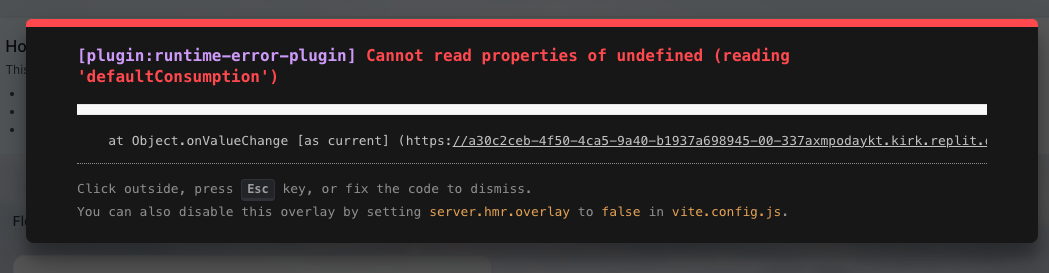 [plugin:runtime-error-plugin] Cannot read properties of undefined (reading
'defaultConsumption')
Ho
This
at Object.onValueChange [as current] (https://a30c2ceb-4f50-4ca5-9a40-b1937a698945-00-337axmpodaykt.kirk.replit.
Click outside, press Esc key, or fix the code to dismiss.
You can also disable this overlay by setting server.hmr.overlay to false in vite.config.js.
Fl